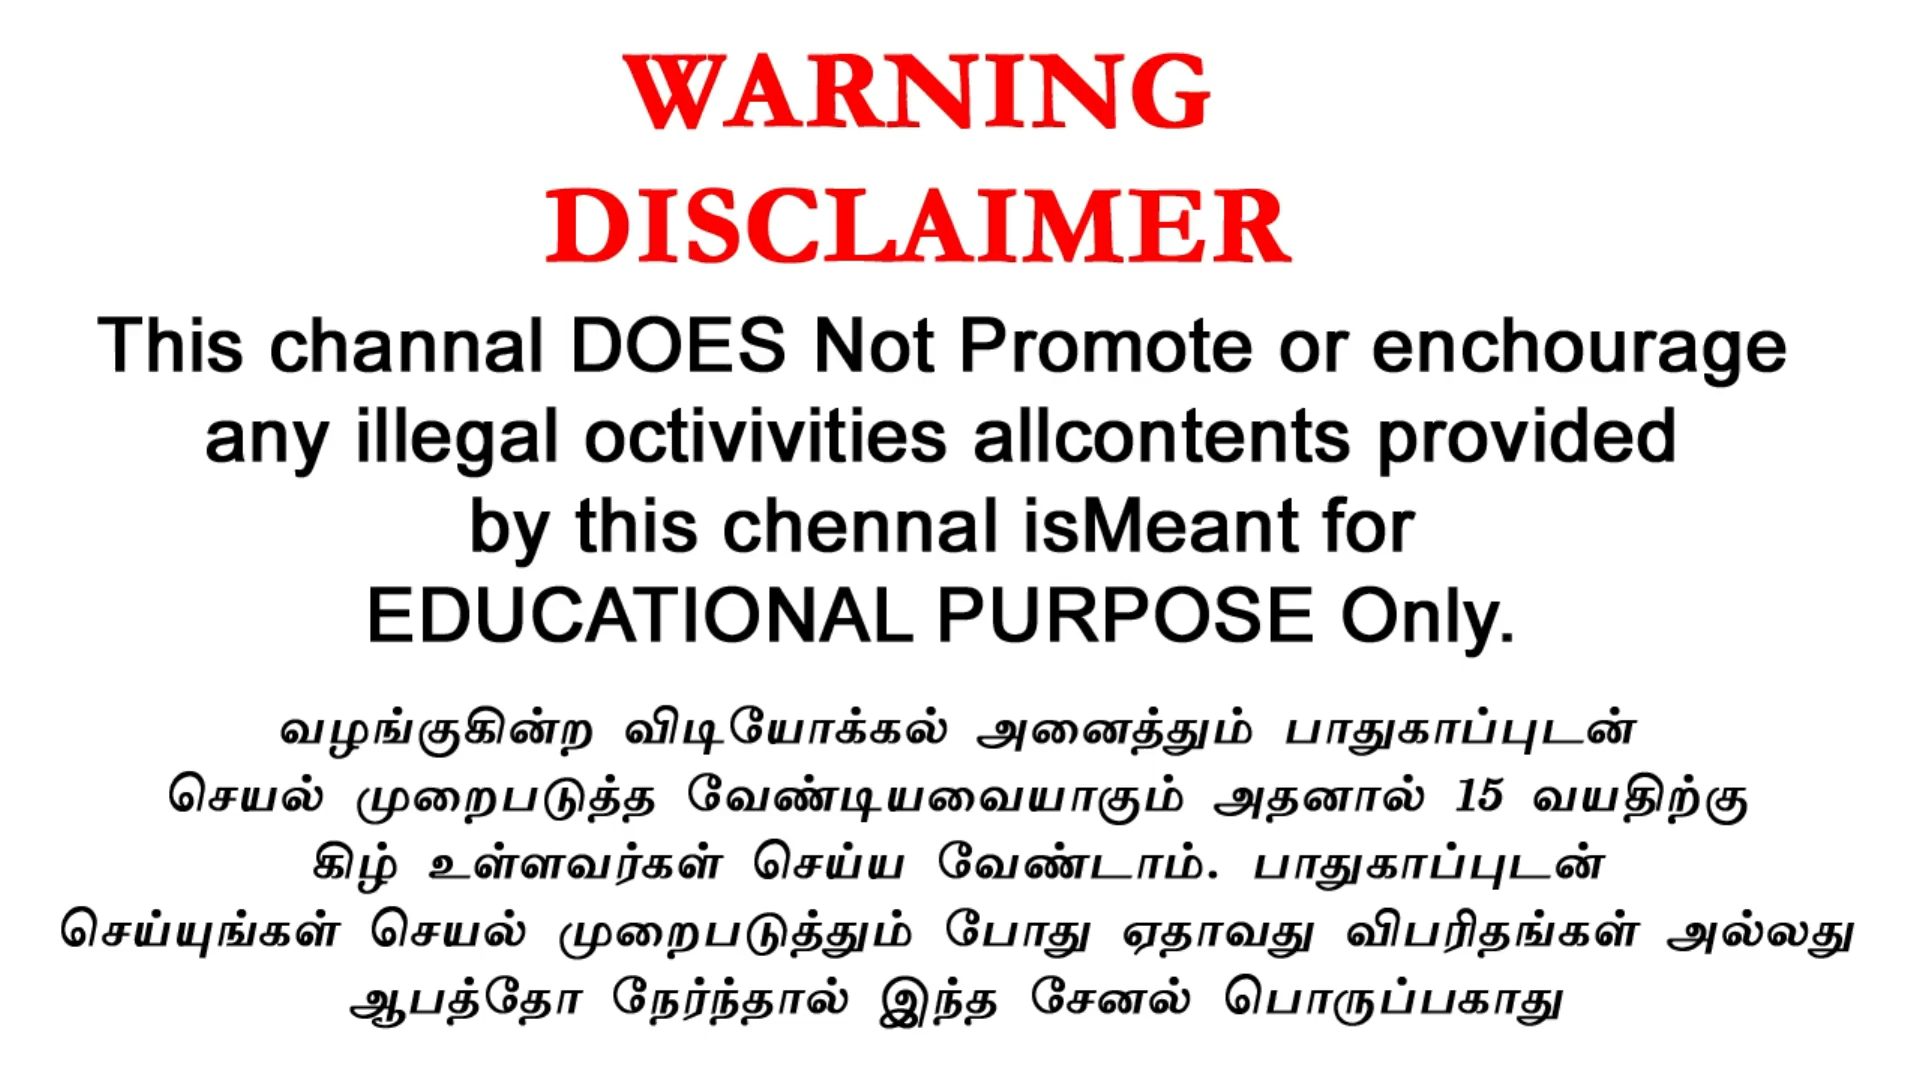 WARNING
DISCLAIMER
This channal DOES Not Promote or enchourage
any illegal octivivities allcontents provided
by this chennal isMeant for
EDUCATIONAL PURPOSE Only.
வழங்குகின்ற விடியோக்கல் அனைத்தும் பாதுகாப்புடன்
செயல் முறைபடுத்த வேண்டியவையாகும் அதனால் 15 வயதிற்கு
கிழ் உள்ளவர்கள் செய்ய வேண்டாம். பாதுகாப்புடன்
செய்யுங்கள் செயல் முறைபடுத்தும் போது ஏதாவது விபரிதங்கள் அல்லது
ஆபத்தோ நேர்ந்தால் இந்த சேனல் பொருப்பகாது